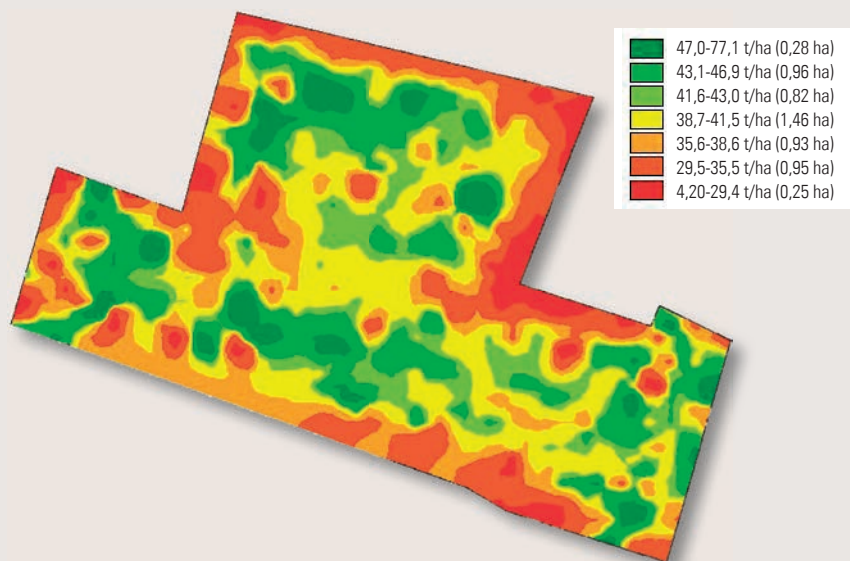 47,0-77,1 t/ha (0,28 ha)
43,1-46,9 t/ha (0,96 ha)
41,6-43,0 t/ha (0,82 ha)
38,7-41,5 t/ha (1,46 ha)
35,6-38,6 t/ha (0,93 ha)
29,5-35,5 t/ha (0,95 ha)
4,20-29,4 t/ha (0,25 ha)